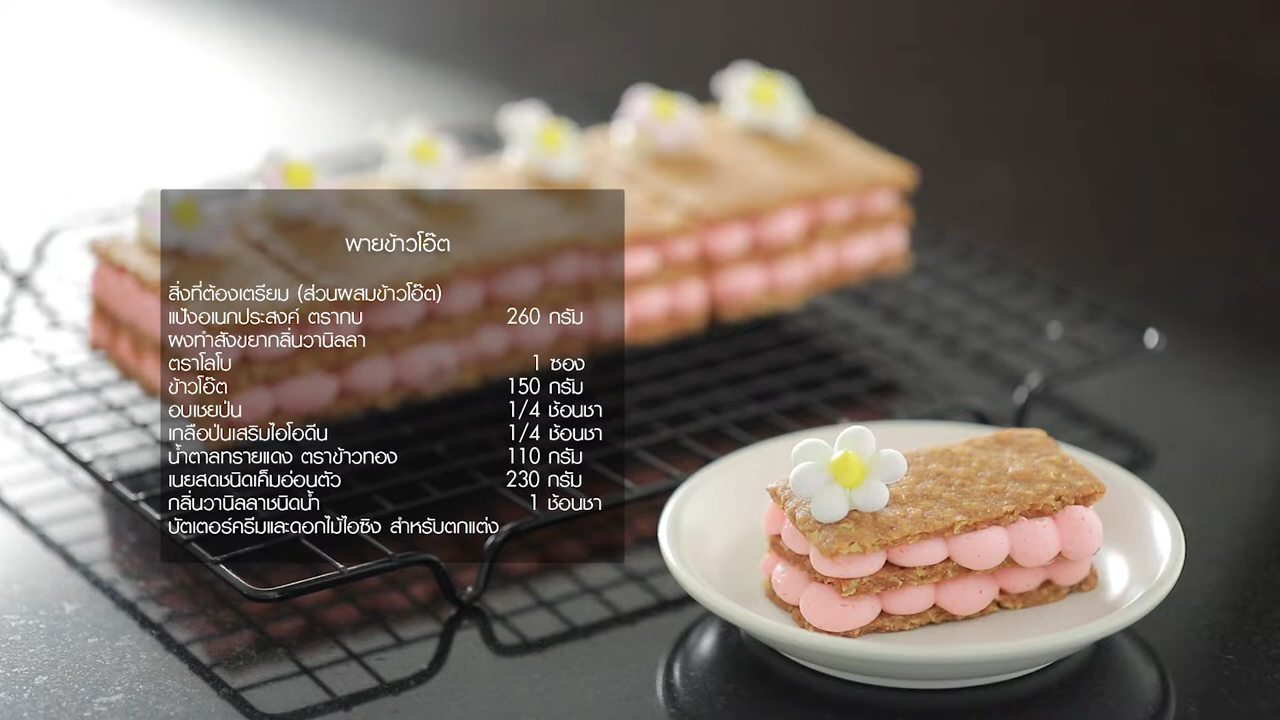 พายข้าวโอ๊ต
สิ่งที่ต้องเตรียม (ส่วนผสมข้าวโอ๊ต)
แป้งอเนกประสงค์ ตรากบ 260 กรัม
ผงทำสังขยากลิ่นวานิลลา
ตราโลโบ 1 ซอง
ข้าวโอ๊ต 150 กรัม
อบเชยป่น 1/4 ช้อนชา
เกลือป่นเสริมไอโอดีน 1/4 ช้อนชา
น้ำตาลทรายแดง ตราข้าวทอง 110 กรัม
เนยสดชนิดเค็มอ่อนตัว 230 กรัม
กลิ่นวานิลลาชนิดน้ำ 1 ช้อนชา
บัตเตอร์ครีมและดอกไม้ไอซิง สำหรับตกแต่ง